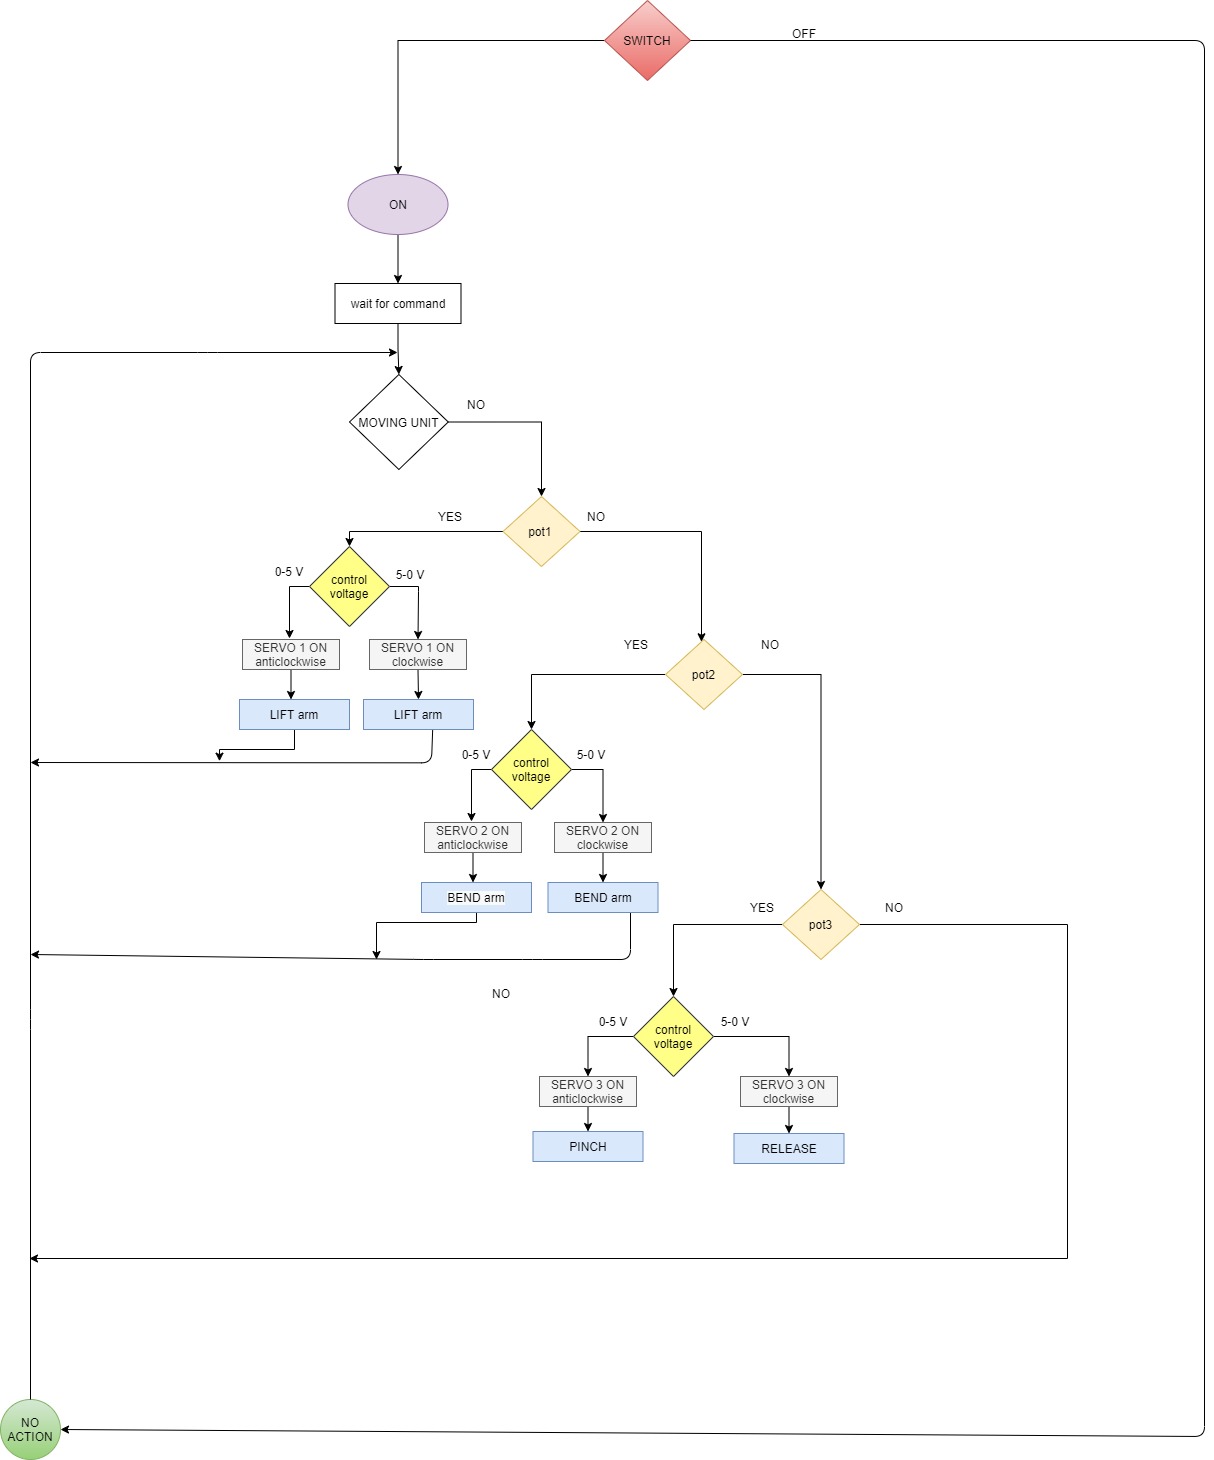 SWITCH
OFF
ON
wait for command
MOVING UNIT
NO
pot1
YES
NO
control
voltage
0-5 V
5-0 V
SERVO 1 ON
anticlockwise
SERVO 1 ON
clockwise
LIFT arm
LIFT arm
YES
NO
pot2
0-5 V
5-0 V
control
voltage
SERVO 2 ON
anticlockwise
SERVO 2 ON
clockwise
BEND arm
BEND arm
YES
NO
pot3
NO
0-5 V
5-0 V
control
voltage
SERVO 3 ON
anticlockwise
SERVO 3 ON
clockwise
PINCH
RELEASE
NO
ACTION